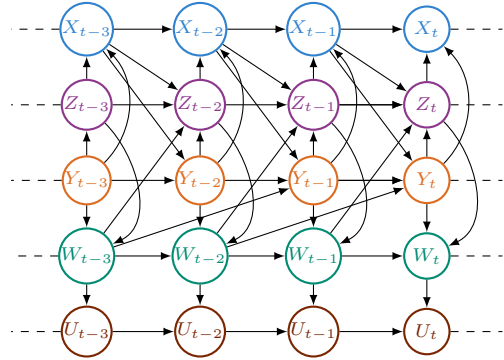 X_{t−3} X_{t−2} X_{t−1} X_t
Z_{t−3} Z_{t−2} Z_{t−1} Z_t
Y_{t−3} Y_{t−2} Y_{t−1} Y_t
W_{t−3} W_{t−2} W_{t−1} W_t
U_{t−3} U_{t−2} U_{t−1} U_t